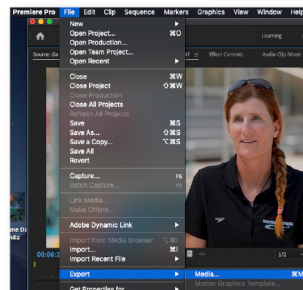 Premiere Pro File Edit Clip Sequence Markers Graphics View Window Help
New
Open Project... ⌘O
Open Production...
Open Team Project...
Open Recent
Learning
Source: Effect Controls Audio Clip Mixer
Close ⌘W
Close Project ⇧⌘W
Close Production
Close All Projects
Refresh All Projects
Save ⌘S
Save As... ⇧⌘S
Save a Copy... ⌥⌘S
Save All
Revert
Capture... F5
Batch Capture... F6
Link Media...
Make Offline...
Adobe Dynamic Link
Import from Media Browser ⌥⌘I
Import... ⌘I
Import Recent File
1/2
Export
Media... ⌘M
Motion Graphics Template...
Get Properties for